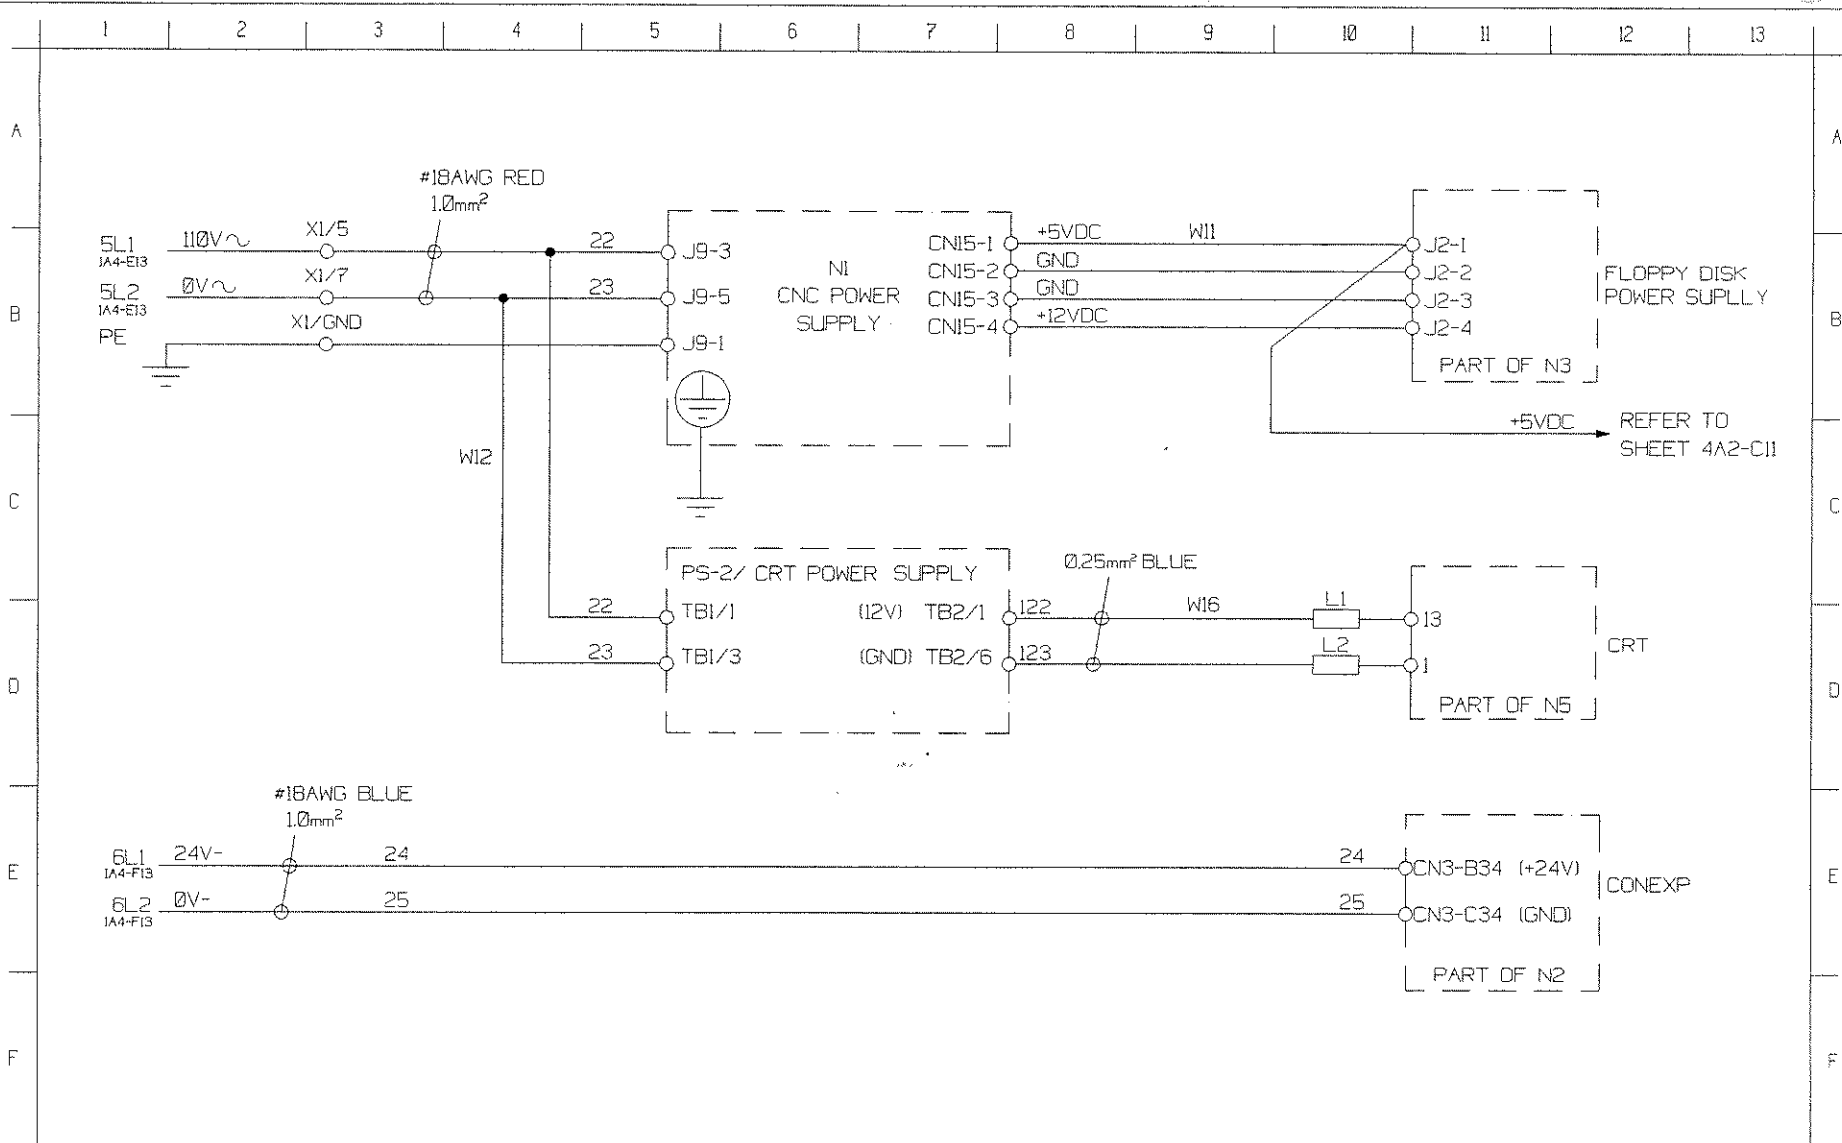 1 2 3 4 5 6 7 8 9 10 11 12 13
A A
#18AWG RED
1.0mm²
5L1 110V~ X1/5 22 J9-3
1A4-E13
5L2 0V~ X1/7 23 J9-5
1A4-E13
PE X1/GND J9-1
N1
CNC POWER
SUPPLY
CN15-1 +5VDC W11 J2-1
CN15-2 GND J2-2
CN15-3 GND J2-3
CN15-4 +12VDC J2-4
FLOPPY DISK
POWER SUPLLY
B B
PART OF N3
+5VDC REFER TO
SHEET 4A2-C11
W12
C C
PS-2/ CRT POWER SUPPLY
0.25mm² BLUE
22 TB1/1 (12V) TB2/1 122 W16 L1 13
23 TB1/3 (GND) TB2/6 123 L2 1
CRT
D D
PART OF N5
#18AWG BLUE
1.0mm²
6L1 24V- 24 24 CN3-B34 (+24V)
1A4-F13
E E
CONEXP
6L2 0V- 25 25 CN3-C34 (GND)
1A4-F13
PART OF N2
F F